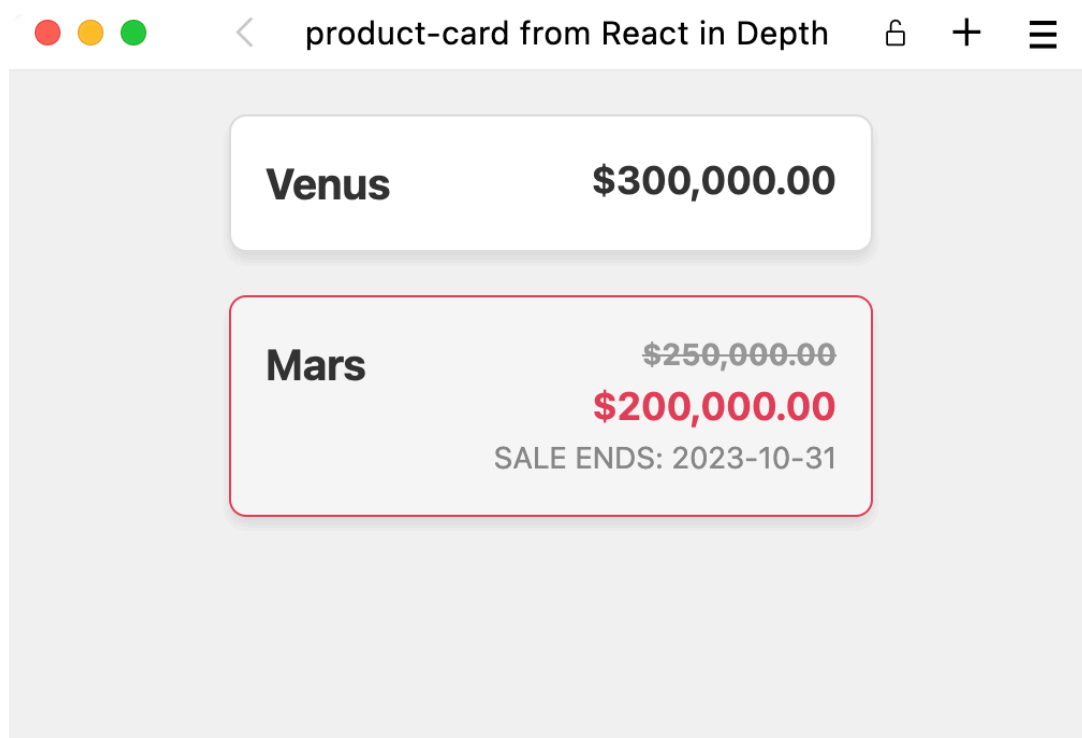 product-card from React in Depth
Venus $300,000.00
Mars $250,000.00
$200,000.00
SALE ENDS: 2023-10-31